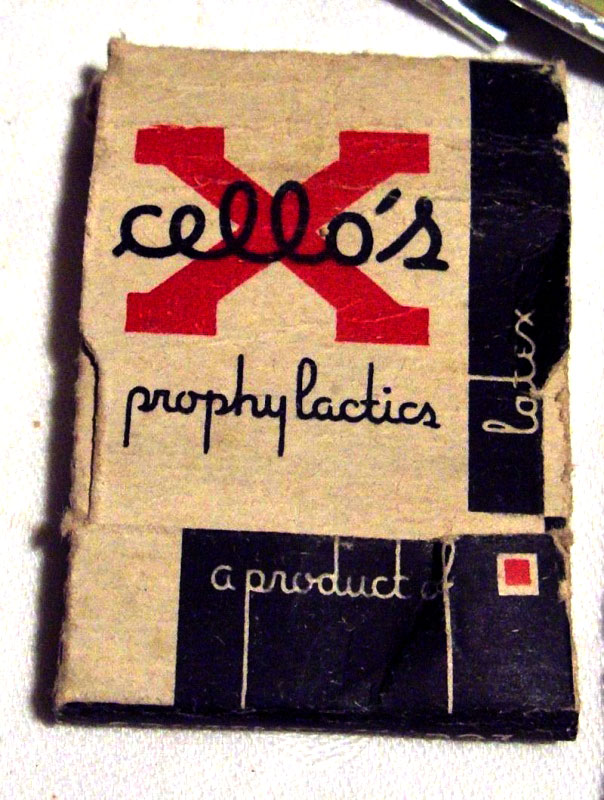 X
cello's
prophylactics
latex
a product of